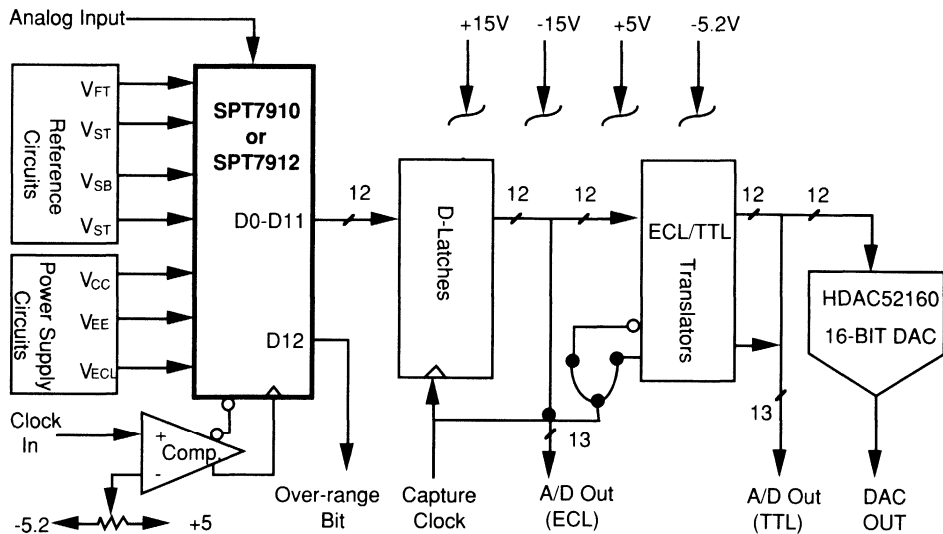 Analog Input
+15V
-15V
+5V
-5.2V
Reference
Circuits
VFT
VST
VSB
VST
SPT7910
or
SPT7912
D0-D11
D12
12
D-Latches
12
12
ECL/TTL
Translators
12
12
HDAC52160
16-BIT DAC
Power Supply
Circuits
VCC
VEE
VECL
Clock
In
+
-
Comp.
-5.2
+5
Over-range
Bit
Capture
Clock
13
A/D Out
(ECL)
13
A/D Out
(TTL)
DAC
OUT